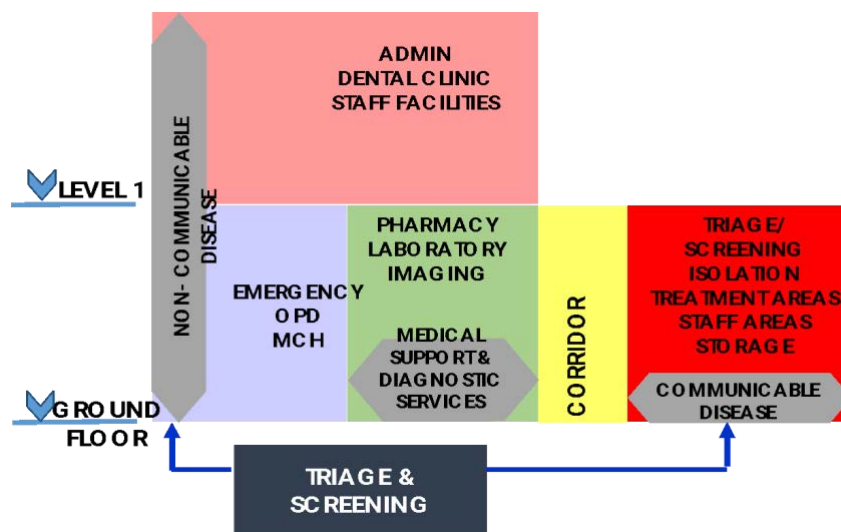 ADMIN
DENTAL CLINIC
STAFF FACILITIES
NON- COMMUNICABLE
DISEASE
LEVEL 1
EMERGENCY
OPD
MCH
PHARMACY
LABORATORY
IMAGING
MEDICAL
SUPPORT &
DIAGNOSTIC
SERVICES
CORRIDOR
TRIAGE/
SCREENING
ISOLATION
TREATMENT AREAS
STAFF AREAS
STORAGE
COMMUNICABLE
DISEASE
GROUND
FLOOR
TRIAGE &
SCREENING